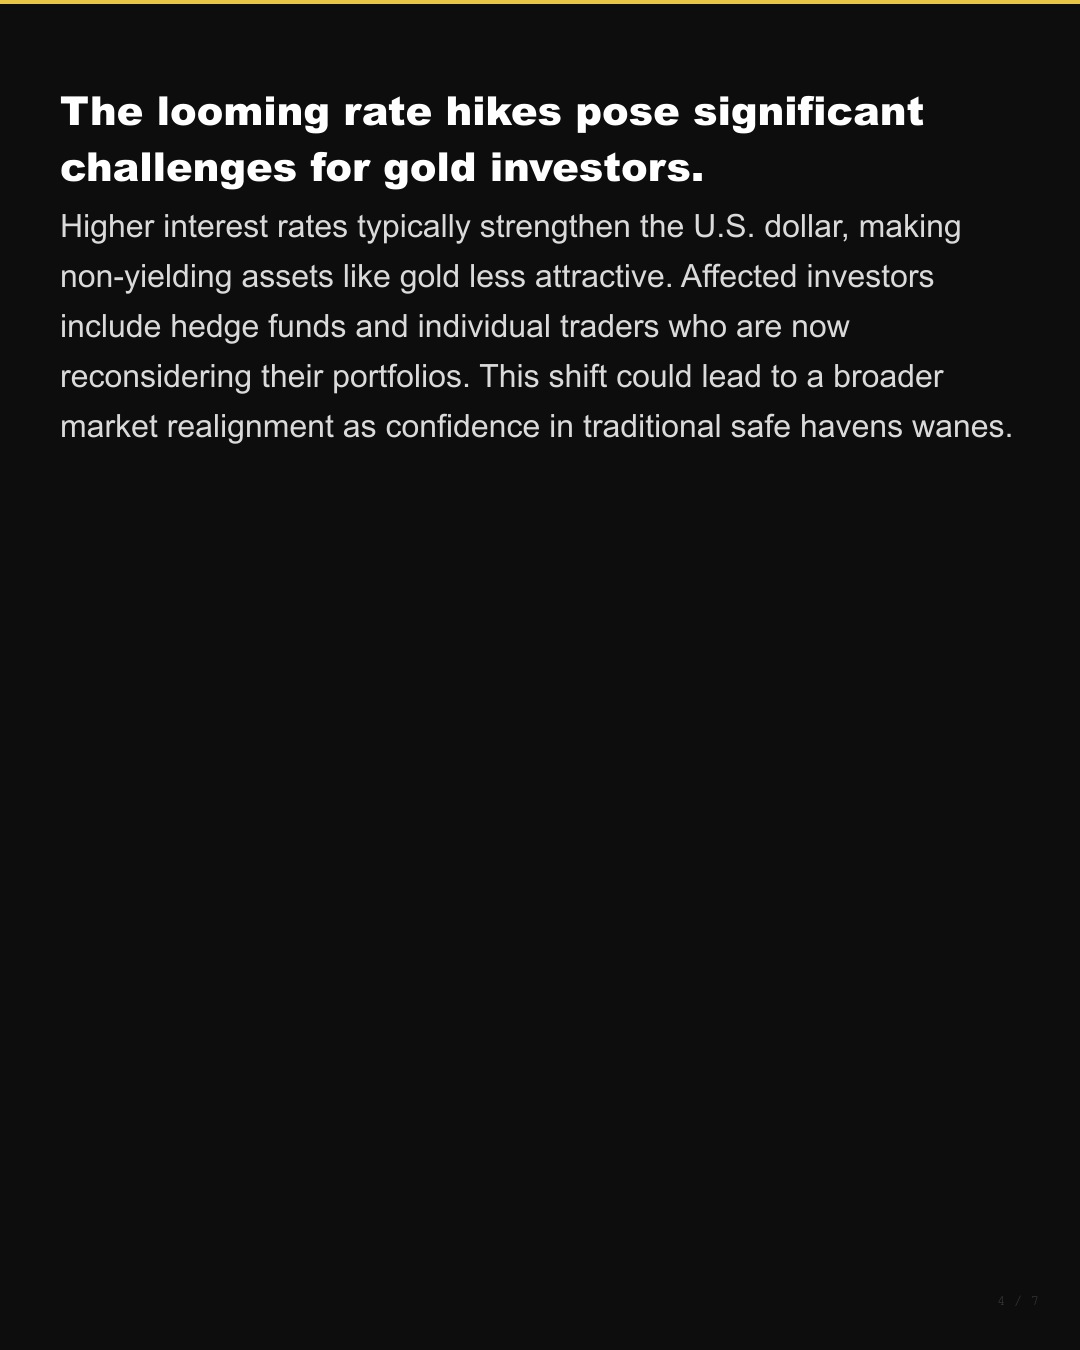 The looming rate hikes pose significant
challenges for gold investors.
Higher interest rates typically strengthen the U.S. dollar, making
non-yielding assets like gold less attractive. Affected investors
include hedge funds and individual traders who are now
reconsidering their portfolios. This shift could lead to a broader
market realignment as confidence in traditional safe havens wanes.
4 / 7